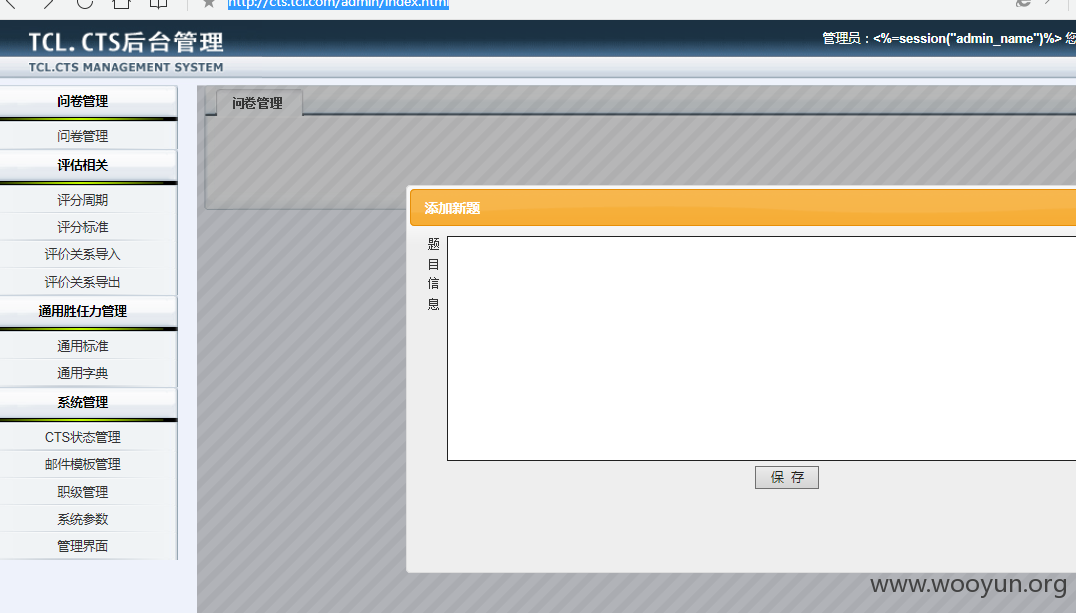 http://cts.tcl.com/admin/index.html
TCL.CTS后台管理
TCL.CTS MANAGEMENT SYSTEM
管理员：<%=session("admin_name")%> 您
问卷管理
问卷管理
评估相关
评分周期
评分标准
评价关系导入
评价关系导出
通用胜任力管理
通用标准
通用字典
系统管理
CTS状态管理
邮件模板管理
职级管理
系统参数
管理界面
问卷管理
添加新题
题
目
信
息
保 存
www.wooyun.org